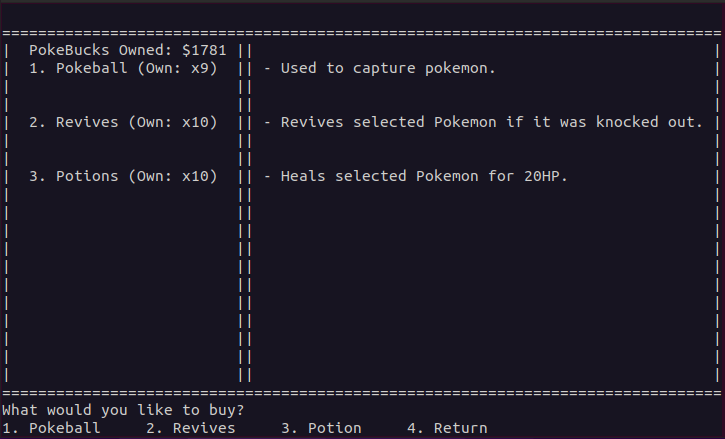 ================================================================================
|  PokeBucks Owned: $1781 ||                                                   |
|  1. Pokeball (Own: x9)  || - Used to capture pokemon.                        |
|                         ||                                                   |
|                         ||                                                   |
|  2. Revives (Own: x10)  || - Revives selected Pokemon if it was knocked out. |
|                         ||                                                   |
|                         ||                                                   |
|  3. Potions (Own: x10)  || - Heals selected Pokemon for 20HP.                |
|                         ||                                                   |
|                         ||                                                   |
|                         ||                                                   |
|                         ||                                                   |
|                         ||                                                   |
|                         ||                                                   |
|                         ||                                                   |
|                         ||                                                   |
|                         ||                                                   |
|                         ||                                                   |
================================================================================
What would you like to buy?
1. Pokeball     2. Revives     3. Potion     4. Return